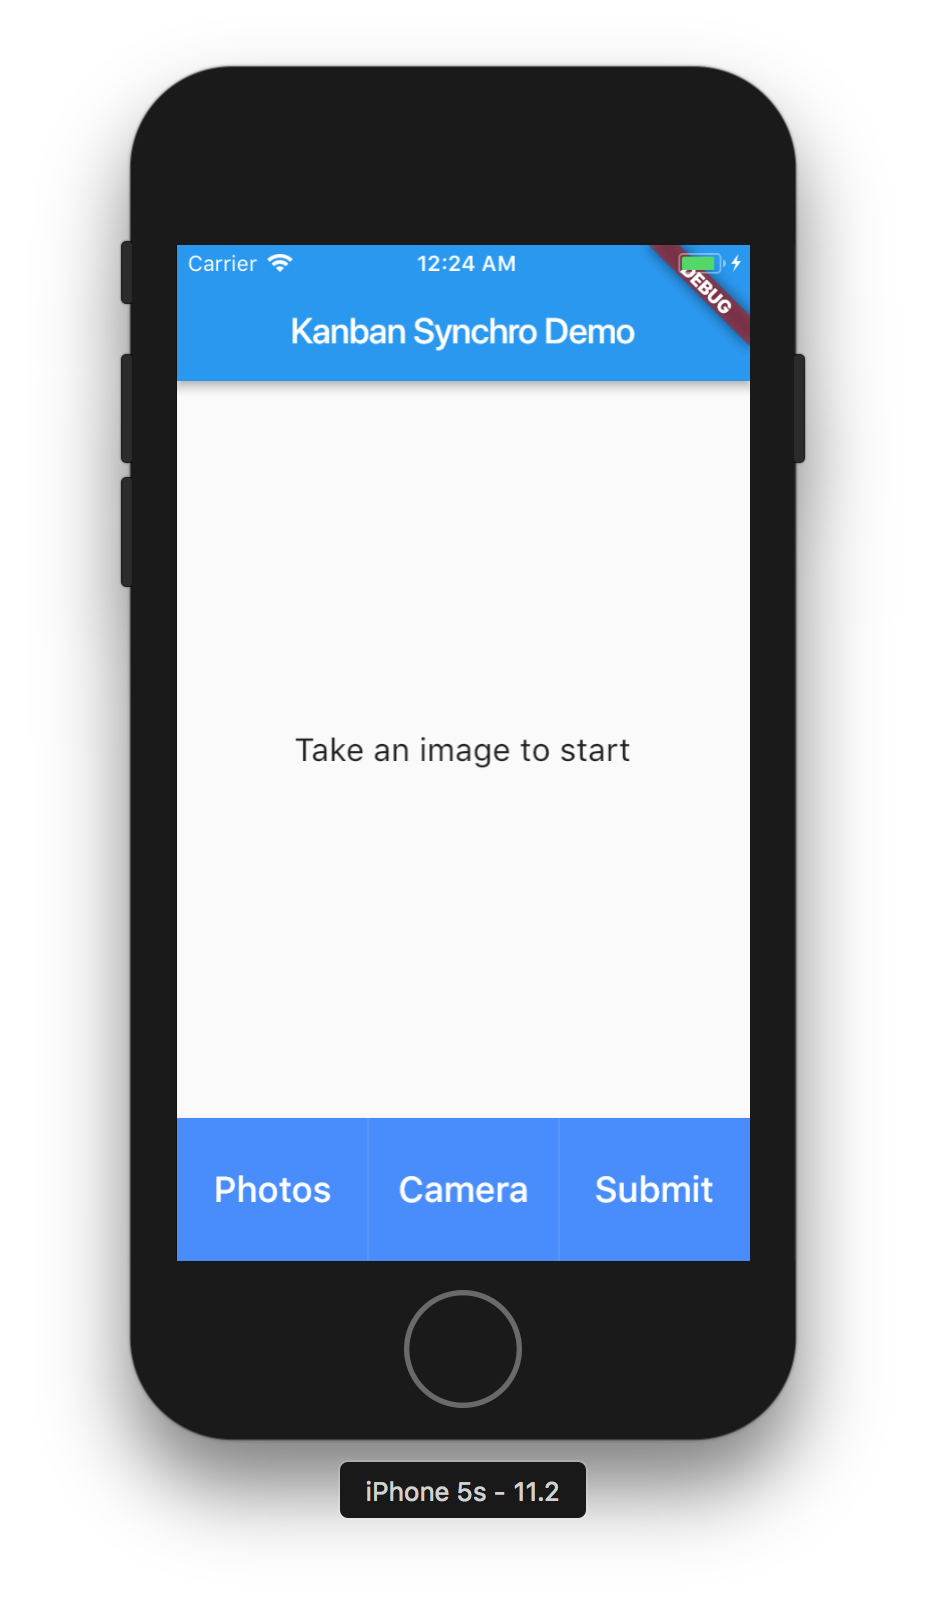 Carrier 12:24 AM
DEBUG
Kanban Synchro Demo
Take an image to start
Photos Camera Submit
iPhone 5s - 11.2